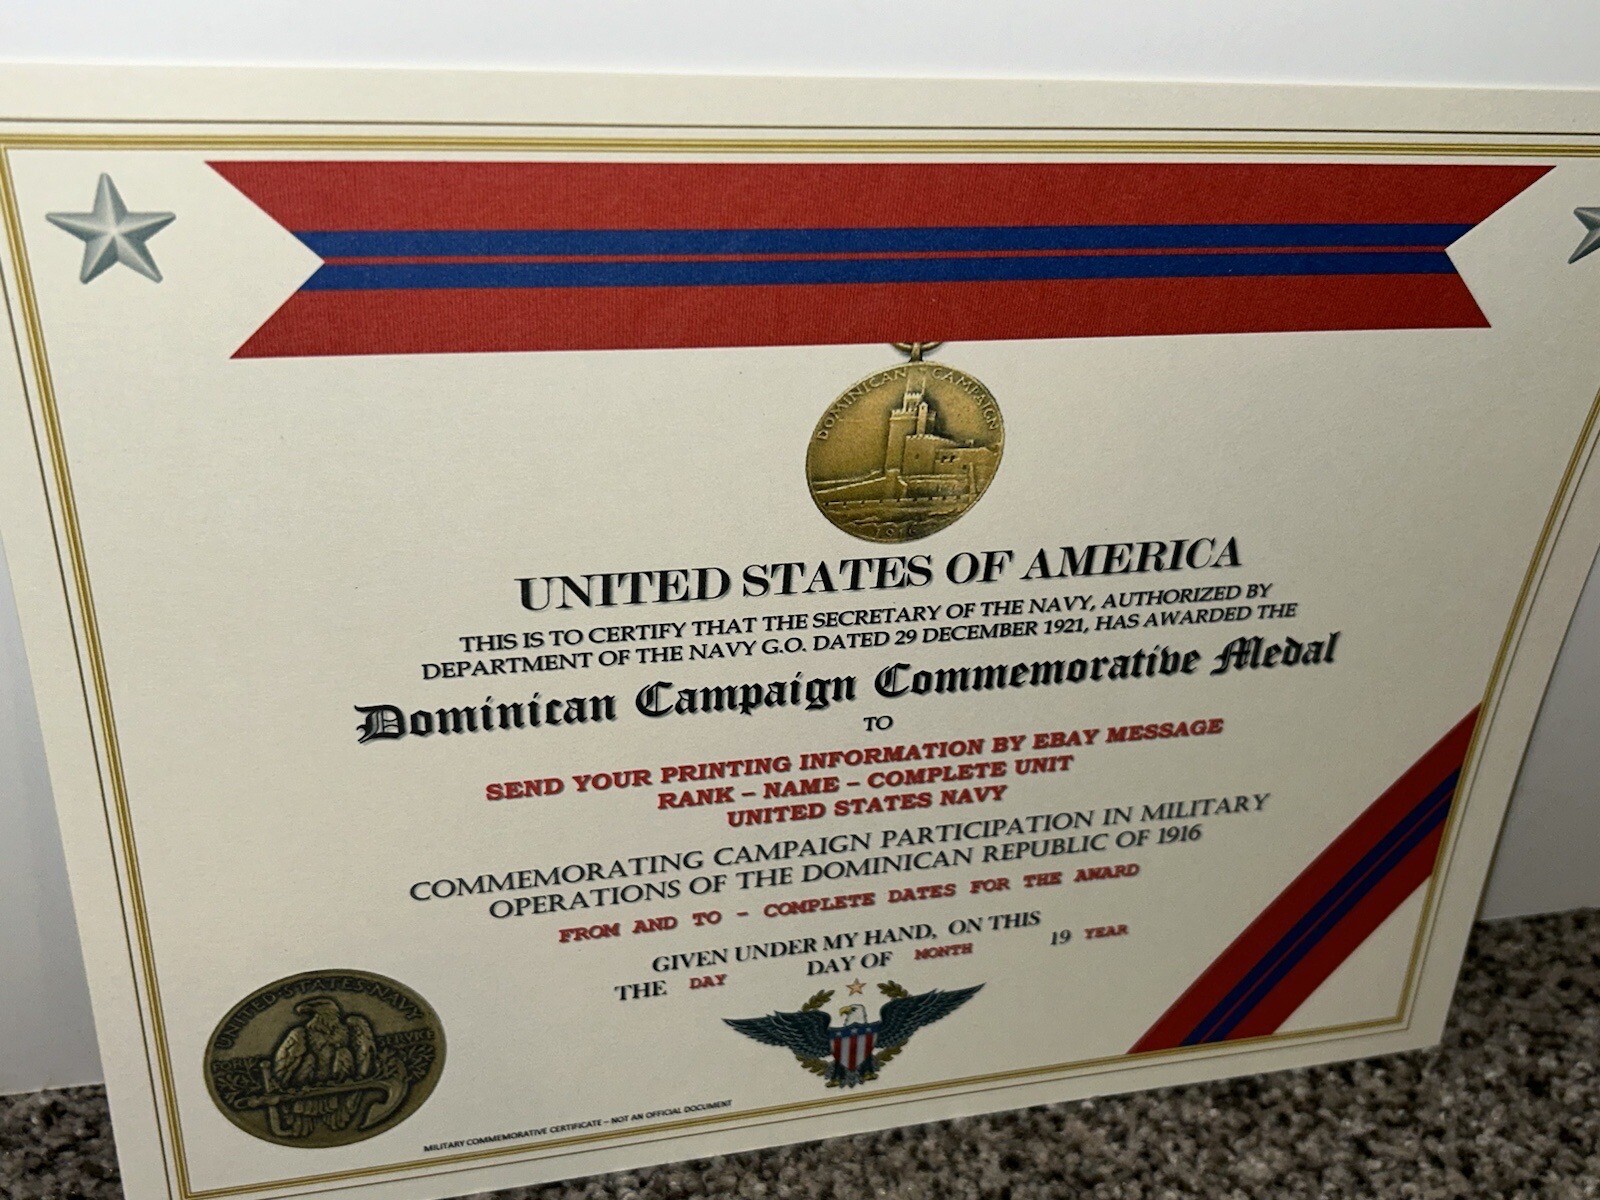 DOMINICAN CAMPAIGN
1916
UNITED STATES OF AMERICA
THIS IS TO CERTIFY THAT THE SECRETARY OF THE NAVY, AUTHORIZED BY
DEPARTMENT OF THE NAVY G.O. DATED 29 DECEMBER 1921, HAS AWARDED THE
Dominican Campaign Commemorative Medal
TO
SEND YOUR PRINTING INFORMATION BY EBAY MESSAGE
RANK – NAME – COMPLETE UNIT
UNITED STATES NAVY
COMMEMORATING CAMPAIGN PARTICIPATION IN MILITARY
OPERATIONS OF THE DOMINICAN REPUBLIC OF 1916
FROM AND TO - COMPLETE DATES FOR THE AWARD
GIVEN UNDER MY HAND, ON THIS
THE DAY DAY OF MONTH 19 YEAR
UNITED·STATES·NAVY
FOR SERVICE
MILITARY COMMEMORATIVE CERTIFICATE – NOT AN OFFICIAL DOCUMENT